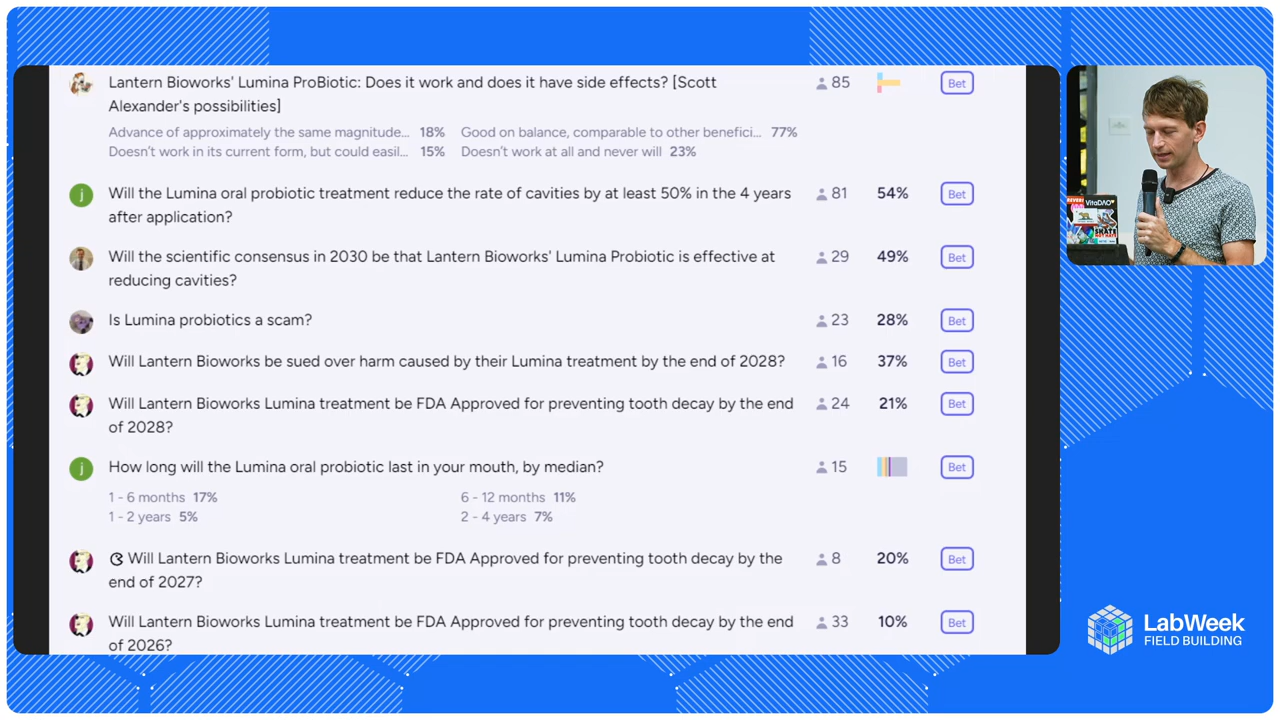 Lantern Bioworks' Lumina ProBiotic: Does it work and does it have side effects? [Scott
Alexander's possibilities]
85
Bet
Advance of approximately the same magnitude... 18%
Good on balance, comparable to other benefici... 77%
Doesn't work in its current form, but could easil... 15%
Doesn't work at all and never will 23%
j
Will the Lumina oral probiotic treatment reduce the rate of cavities by at least 50% in the 4 years
after application?
81
54%
Bet
Will the scientific consensus in 2030 be that Lantern Bioworks' Lumina Probiotic is effective at
reducing cavities?
29
49%
Bet
Is Lumina probiotics a scam?
23
28%
Bet
Will Lantern Bioworks be sued over harm caused by their Lumina treatment by the end of 2028?
16
37%
Bet
Will Lantern Bioworks Lumina treatment be FDA Approved for preventing tooth decay by the end
of 2028?
24
21%
Bet
j
How long will the Lumina oral probiotic last in your mouth, by median?
15
Bet
1 - 6 months 17%
6 - 12 months 11%
1 - 2 years 5%
2 - 4 years 7%
Will Lantern Bioworks Lumina treatment be FDA Approved for preventing tooth decay by the
end of 2027?
8
20%
Bet
Will Lantern Bioworks Lumina treatment be FDA Approved for preventing tooth decay by the end
of 2026?
33
10%
Bet
VitaDAO
SKATE
LabWeek
FIELD BUILDING